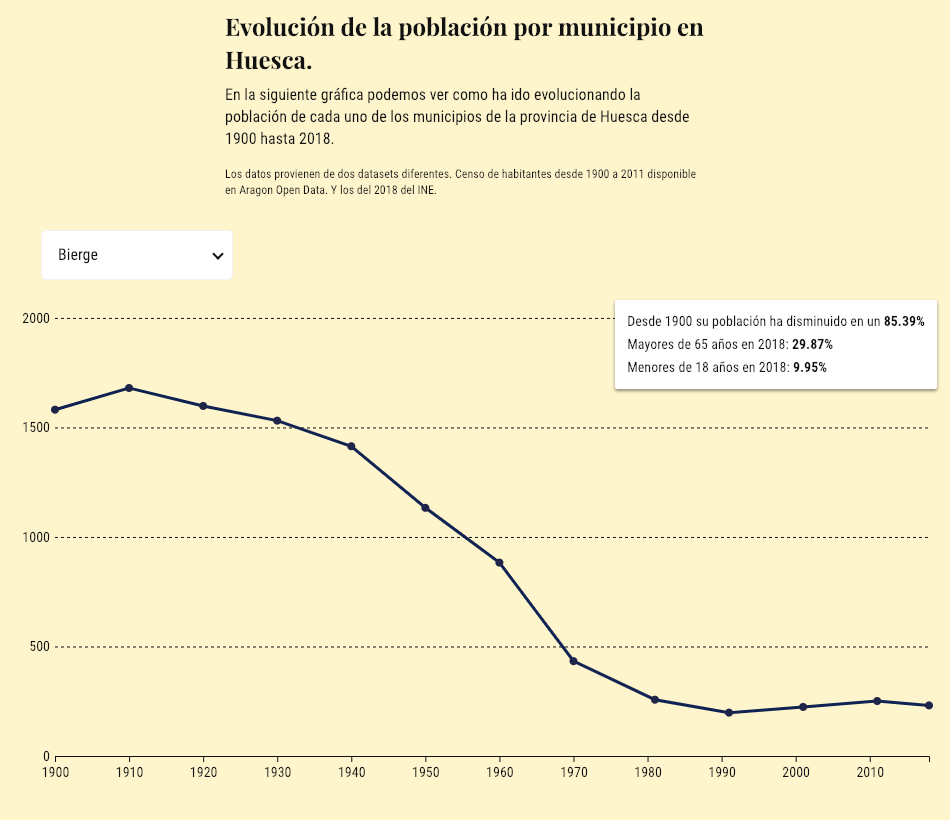 Evolución de la población por municipio en
Huesca.
En la siguiente gráfica podemos ver como ha ido evolucionando la
población de cada uno de los municipios de la provincia de Huesca desde
1900 hasta 2018.
Los datos provienen de dos datasets diferentes. Censo de habitantes desde 1900 a 2011 disponible
en Aragon Open Data. Y los del 2018 del INE.
Bierge
Desde 1900 su población ha disminuido en un 85.39%
Mayores de 65 años en 2018: 29.87%
Menores de 18 años en 2018: 9.95%
2000
1500
1000
500
0
1900 1910 1920 1930 1940 1950 1960 1970 1980 1990 2000 2010